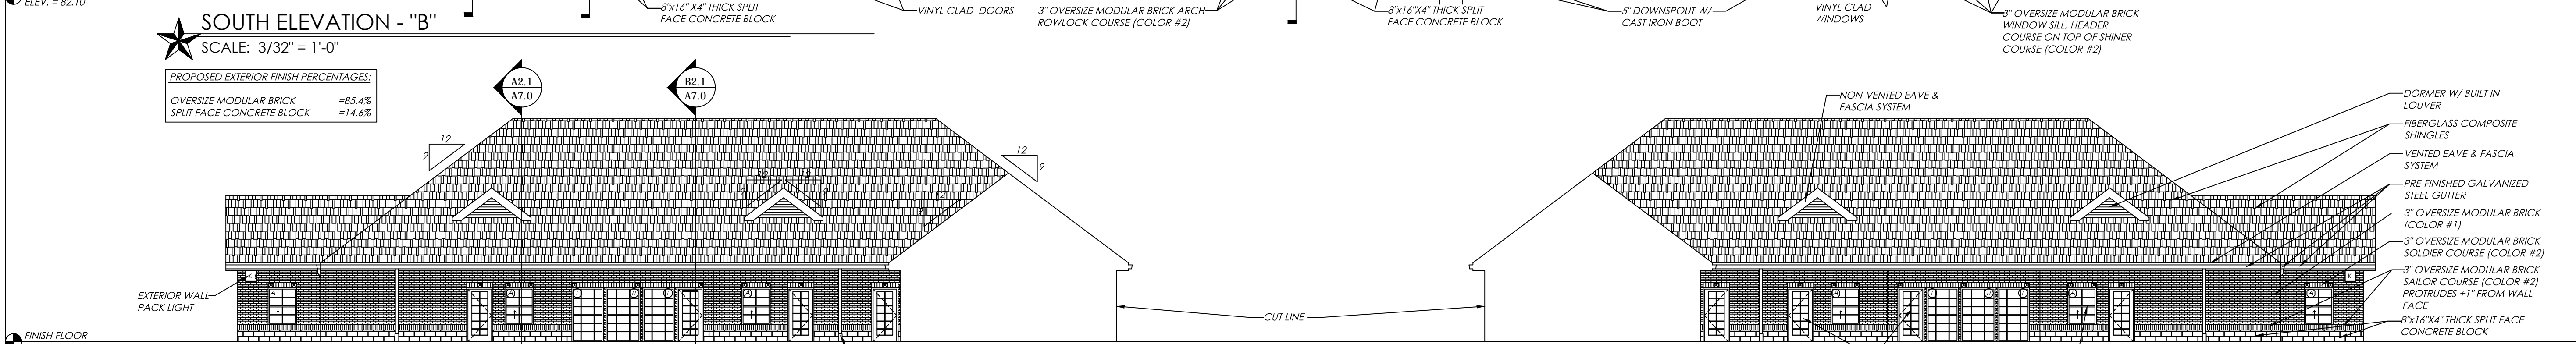 ELEV. = 82.10'
8"x16" X4" THICK SPLIT
FACE CONCRETE BLOCK
VINYL CLAD DOORS
3" OVERSIZE MODULAR BRICK ARCH
ROWLOCK COURSE (COLOR #2)
8"x16"X4" THICK SPLIT
FACE CONCRETE BLOCK
5" DOWNSPOUT W/
CAST IRON BOOT
VINYL CLAD
WINDOWS
3" OVERSIZE MODULAR BRICK
WINDOW SILL, HEADER
COURSE ON TOP OF SHINER
COURSE (COLOR #2)
SOUTH ELEVATION - "B"
SCALE: 3/32" = 1'-0"
PROPOSED EXTERIOR FINISH PERCENTAGES:
OVERSIZE MODULAR BRICK =85.4%
SPLIT FACE CONCRETE BLOCK =14.6%
A2.1
A7.0
B2.1
A7.0
12
9
12
9
12
12
9
9
12
9
NON-VENTED EAVE &
FASCIA SYSTEM
DORMER W/ BUILT IN
LOUVER
FIBERGLASS COMPOSITE
SHINGLES
VENTED EAVE & FASCIA
SYSTEM
PRE-FINISHED GALVANIZED
STEEL GUTTER
3" OVERSIZE MODULAR BRICK
(COLOR #1)
3" OVERSIZE MODULAR BRICK
SOLDIER COURSE (COLOR #2)
3" OVERSIZE MODULAR BRICK
SAILOR COURSE (COLOR #2)
PROTRUDES +1" FROM WALL
FACE
8"x16"X4" THICK SPLIT FACE
CONCRETE BLOCK
EXTERIOR WALL
PACK LIGHT
K
A
A
H
A
CUT LINE
A
A
A
K
FINISH FLOOR